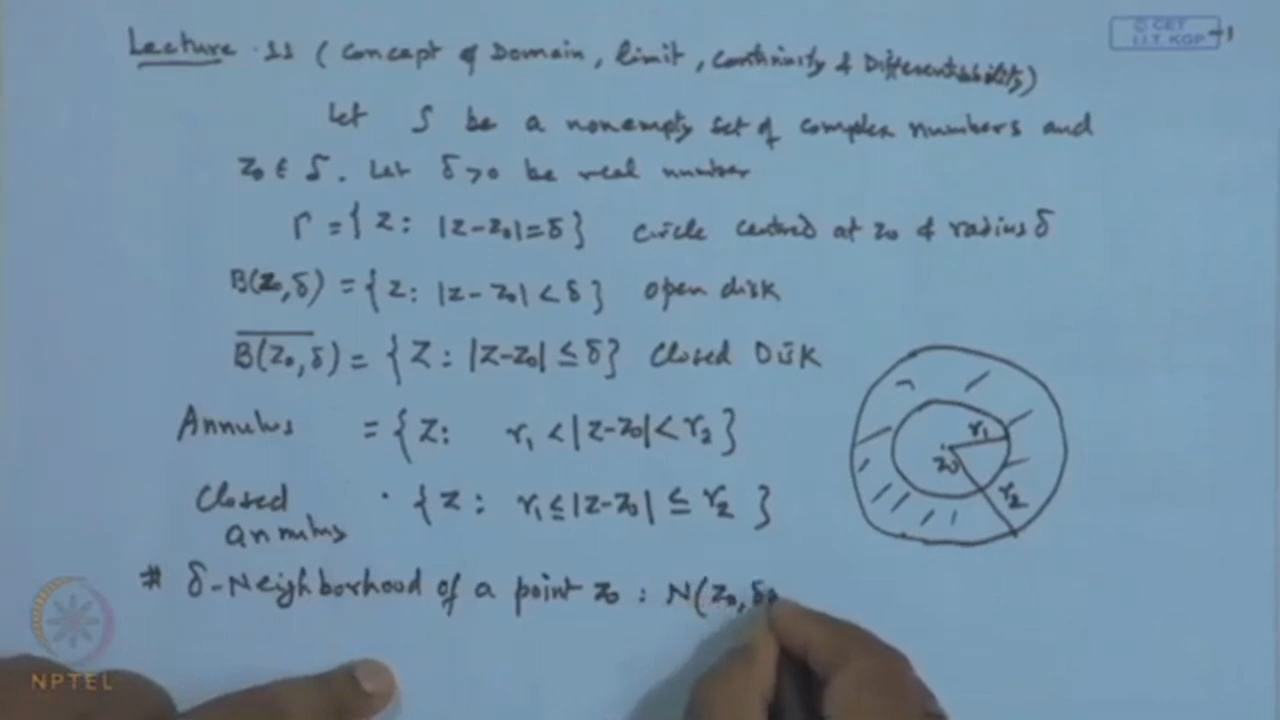 © CET
I.I.T. KGP
Lecture - 11 ( Concept of Domain, limit, Continuity & Differentiability)
Let S be a nonempty set of complex numbers and
z₀ ∈ S. Let δ>0 be real number
Γ = { z: |z-z₀|=δ} circle centred at z₀ & radius δ
B(z₀,δ) = { z: |z-z₀| < δ} open disk
B̅(̅z̅₀̅,̅δ) = { Z: |Z-z₀| ≤ δ} Closed Disk
Annulus = { Z: r₁ < |z-z₀| < r₂ }
Closed annulus · { Z: r₁ ≤ |z-z₀| ≤ r₂ }
r₁
z₀
r₂
# δ-Neighborhood of a point z₀ : N(z₀, δ
NPTEL